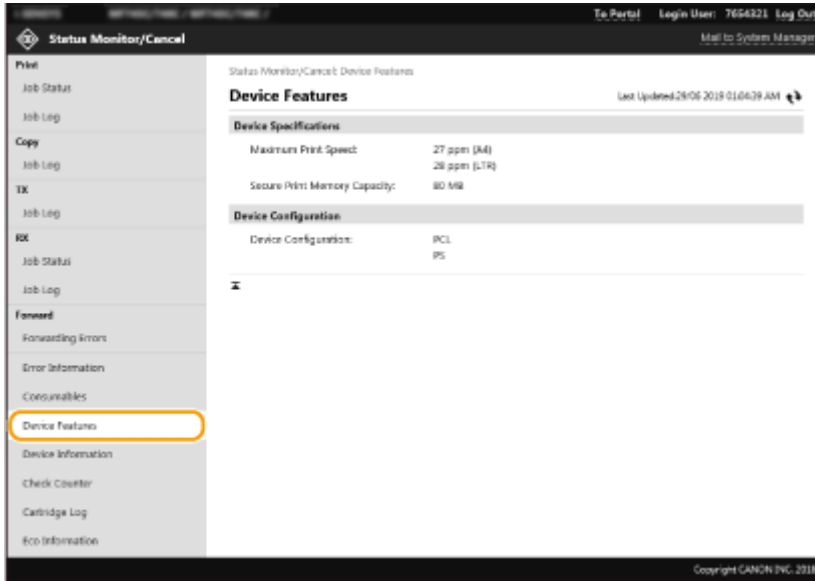 To Portal Login User: 7654321 Log Out
Status Monitor/Cancel
Mail to System Manager
Print
Job Status
Job Log
Copy
Job Log
TX
Job Log
RX
Job Status
Job Log
Forward
Forwarding Errors
Error Information
Consumables
Device Features
Device Information
Check Counter
Cartridge Log
Eco Information
Status Monitor/Cancel: Device Features
Device Features
Last Updated:29/06 2019 01:04:39 AM
Device Specifications
Maximum Print Speed: 27 ppm (A4)
28 ppm (LTR)
Secure Print Memory Capacity: 80 MB
Device Configuration
Device Configuration: PCL
PS
Copyright CANON INC. 2018